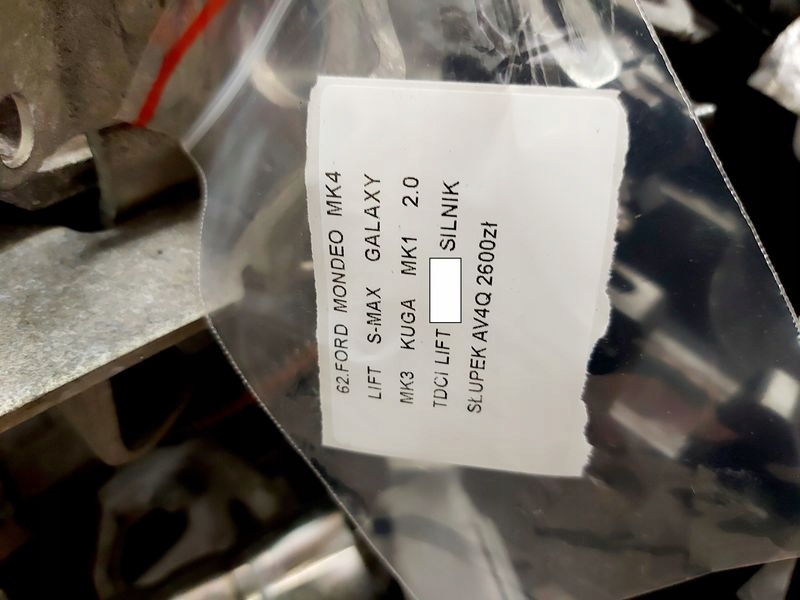 62.FORD MONDEO MK4
LIFT S-MAX GALAXY
MK3 KUGA MK1 2.0
TDCi LIFT SILNIK
SŁUPEK AV4Q 2600zł